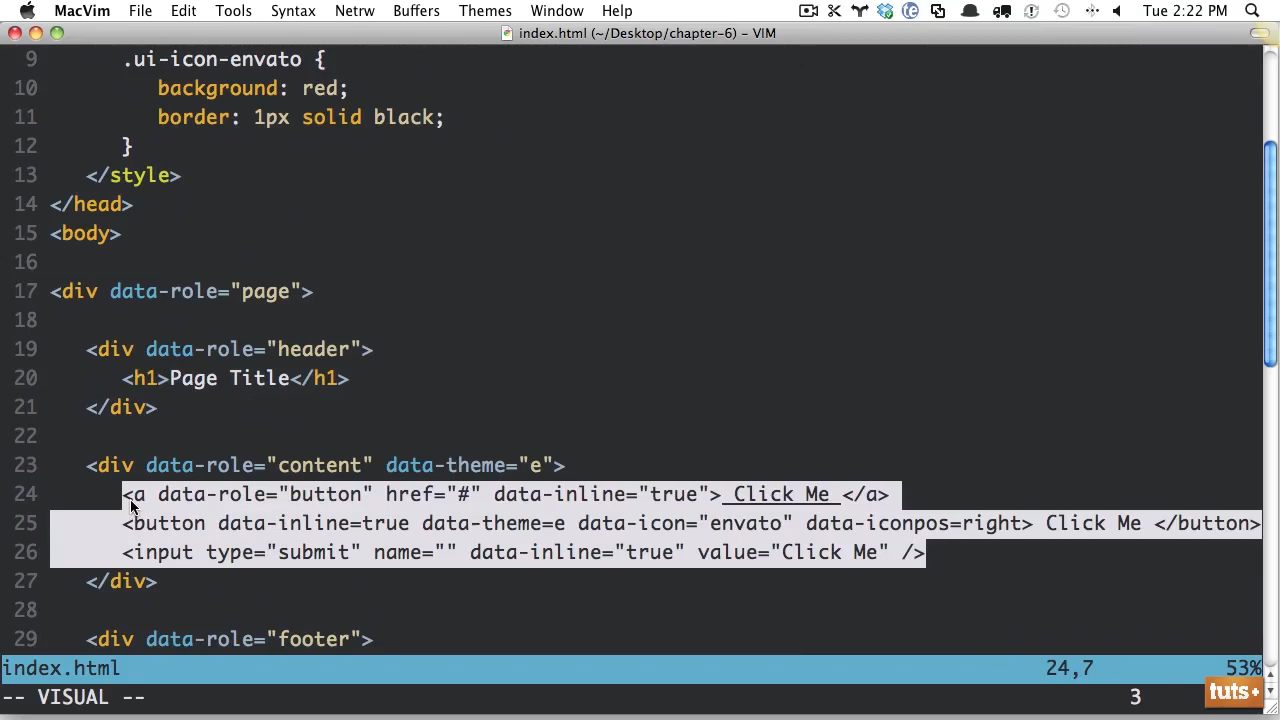 MacVim File Edit Tools Syntax Netrw Buffers Themes Window Help Tue 2:22 PM
index.html (~/Desktop/chapter-6) – VIM
9 .ui-icon-envato {
10 background: red;
11 border: 1px solid black;
12 }
13 </style>
14 </head>
15 <body>
16
17 <div data-role="page">
18
19 <div data-role="header">
20 <h1>Page Title</h1>
21 </div>
22
23 <div data-role="content" data-theme="e">
24 <a data-role="button" href="#" data-inline="true"> Click Me </a>
25 <button data-inline=true data-theme=e data-icon="envato" data-iconpos=right> Click Me </button>
26 <input type="submit" name="" data-inline="true" value="Click Me" />
27 </div>
28
29 <div data-role="footer">
index.html 24,7 53%
-- VISUAL -- 3
tuts+